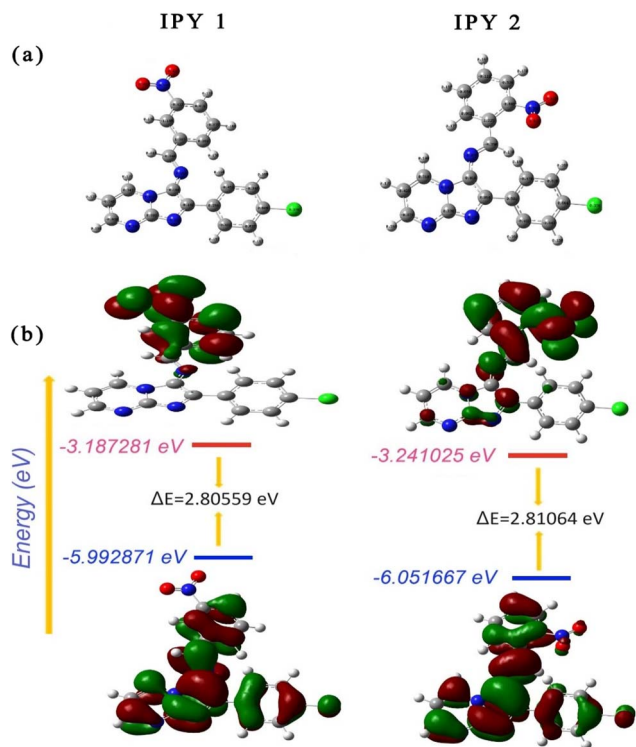 IPY 1 IPY 2
(a)
(b)
Energy (eV)
-3.187281 eV
-3.241025 eV
ΔE=2.80559 eV
ΔE=2.81064 eV
-5.992871 eV
-6.051667 eV